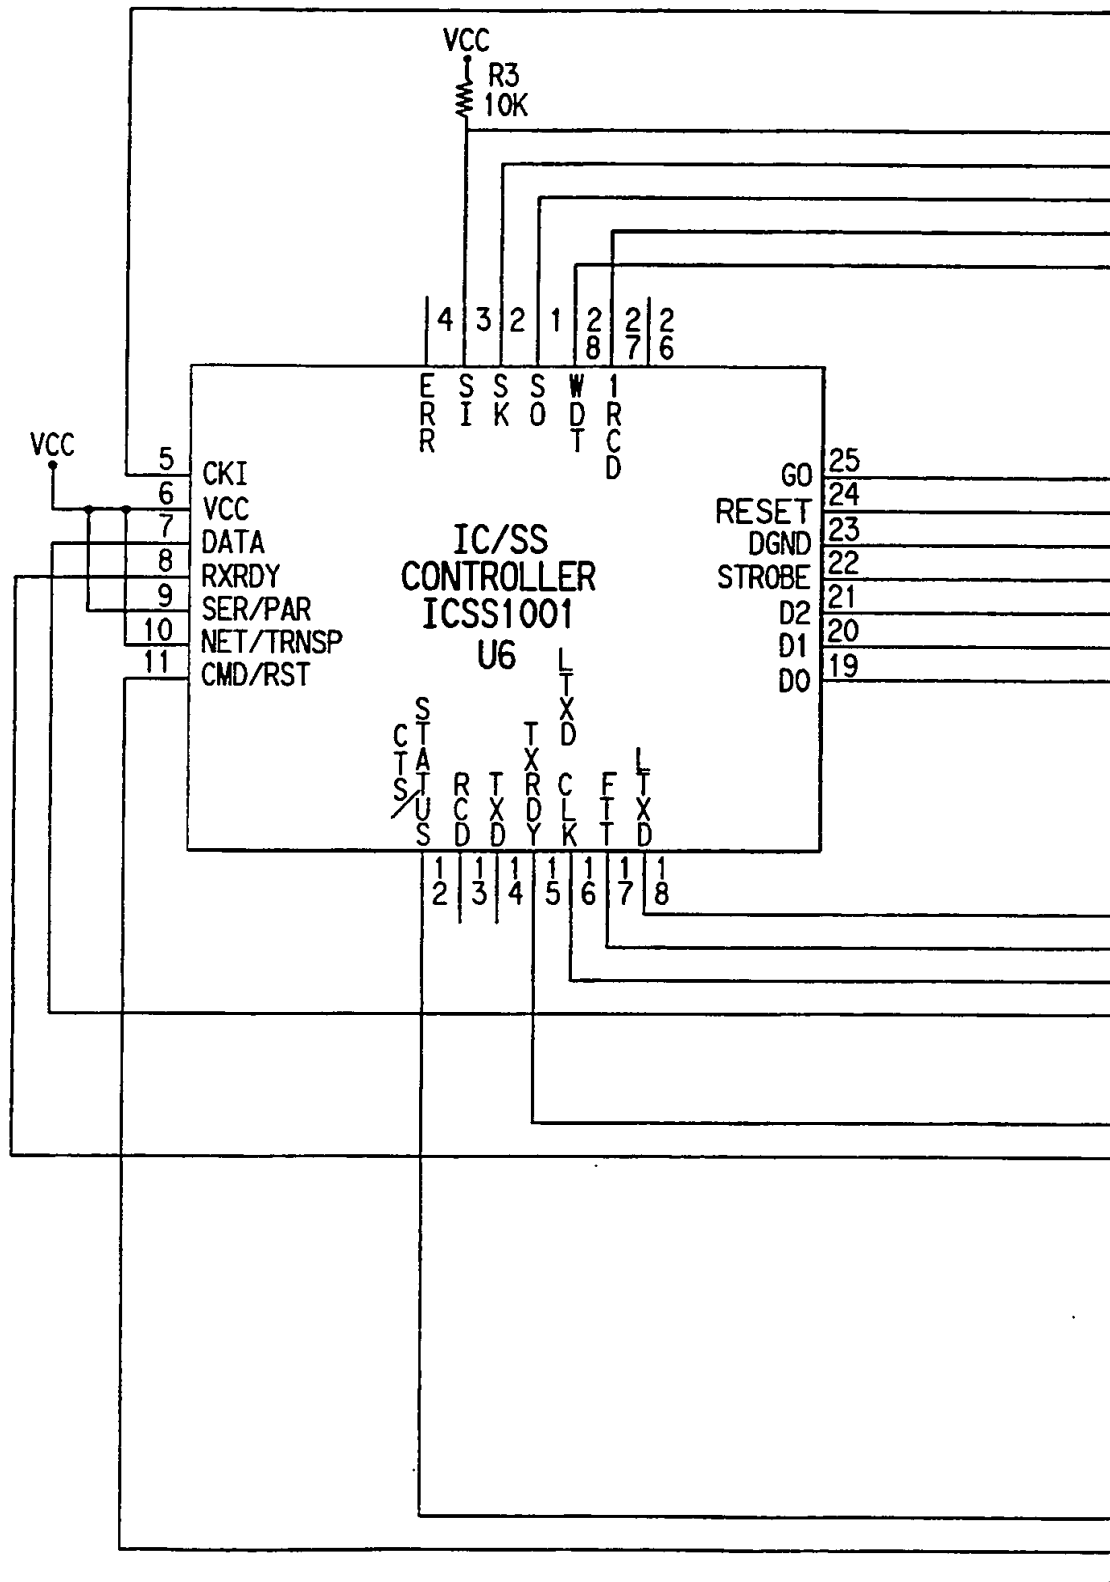 VCC
R3
10K
4 3 2 1 28 27 26
ERR SI SK SO WDT 1RCD
VCC
5 CKI
6 VCC
7 DATA
8 RXRDY
9 SER/PAR
10 NET/TRNSP
11 CMD/RST
IC/SS
CONTROLLER
ICSS1001
U6
GO 25
RESET 24
DGND 23
STROBE 22
D2 21
D1 20
D0 19
CTS/STATUS RCD TXD TXRDY LTXD CLK FTT LTXD
12 13 14 15 16 17 18